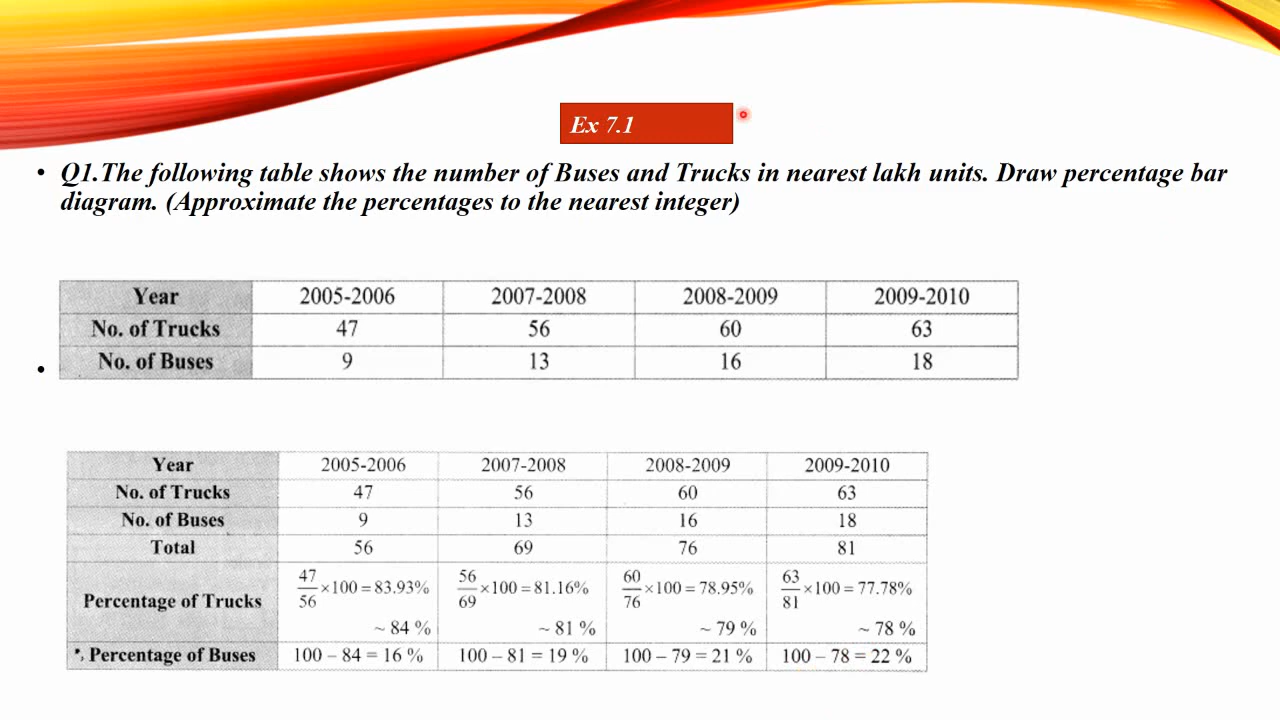 Ex 7.1
• Q1.The following table shows the number of Buses and Trucks in nearest lakh units. Draw percentage bar
diagram. (Approximate the percentages to the nearest integer)
Year 2005-2006 2007-2008 2008-2009 2009-2010
No. of Trucks 47 56 60 63
No. of Buses 9 13 16 18
•
Year 2005-2006 2007-2008 2008-2009 2009-2010
No. of Trucks 47 56 60 63
No. of Buses 9 13 16 18
Total 56 69 76 81
Percentage of Trucks 47/56 ×100 = 83.93% 56/69 ×100 = 81.16% 60/76 ×100 = 78.95% 63/81 ×100 = 77.78%
~ 84 % ~ 81 % ~ 79 % ~ 78 %
Percentage of Buses 100 – 84 = 16 % 100 – 81 = 19 % 100 – 79 = 21 % 100 – 78 = 22 %